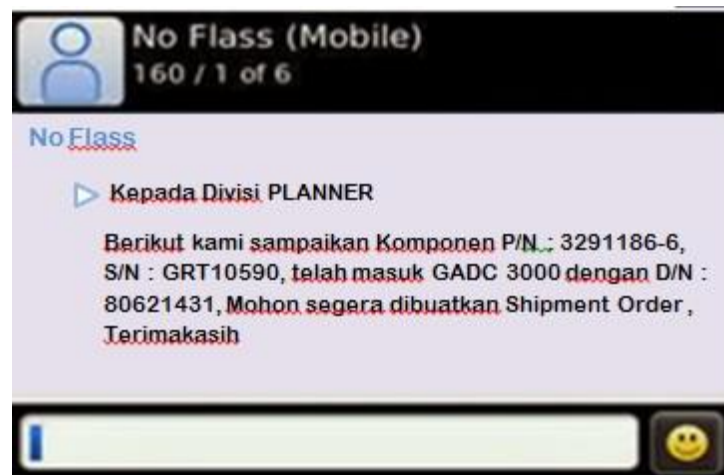 No Flass (Mobile)
160 / 1 of 6
No Flass
Kepada Divisi PLANNER
Berikut kami sampaikan Komponen P/N : 3291186-6,
S/N : GRT10590, telah masuk GADC 3000 dengan D/N :
80621431, Mohon segera dibuatkan Shipment Order ,
Terimakasih